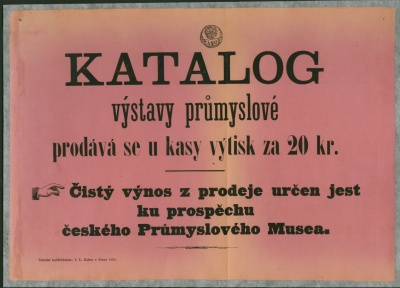 KATALOG
výstavy průmyslové
prodává se u kasy výtisk za 20 kr.
Čistý výnos z prodeje určen jest
ku prospěchu
českého Průmyslového Musea.